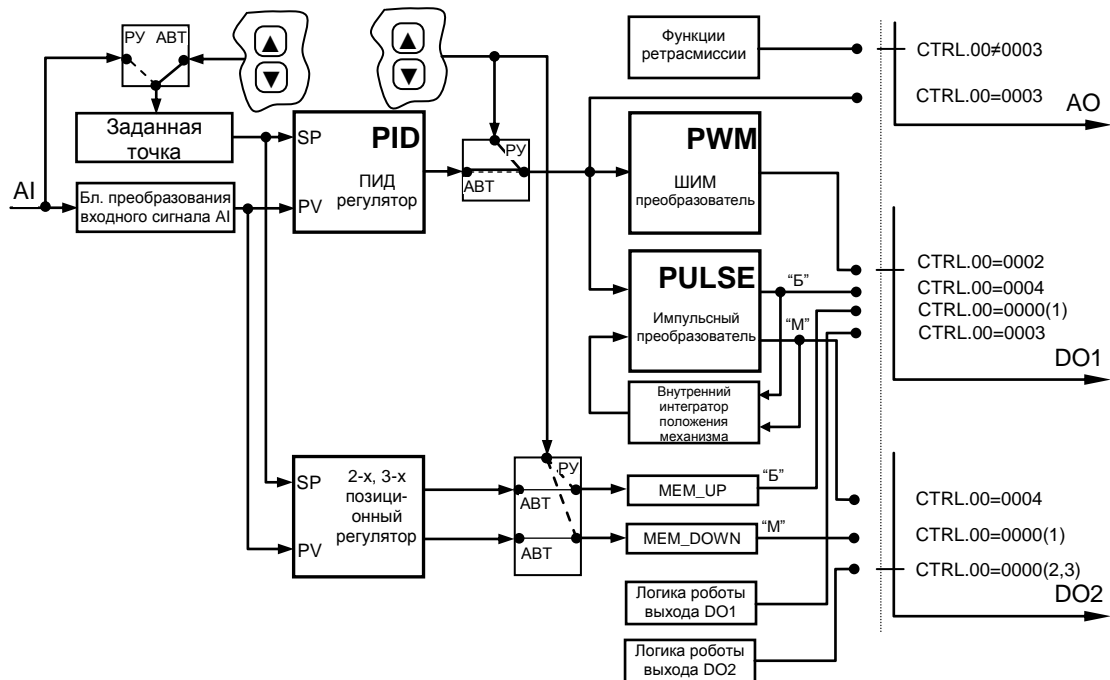 РУ АВТ
▲
▼
▲
▼
Функции
ретрасмиссии
CTRL.00≠0003
CTRL.00=0003
AO
Заданная
точка
AI
Бл. преобразования
входного сигнала AI
SP
PID
PV
ПИД
регулятор
РУ
АВТ
PWM
ШИМ
преобразователь
PULSE
Импульсный
преобразователь
“Б”
“М”
CTRL.00=0002
CTRL.00=0004
CTRL.00=0000(1)
CTRL.00=0003
DO1
Внутренний
интегратор
положения
механизма
SP
2-х, 3-х
позици-
онный
регулятор
PV
РУ
АВТ
АВТ
MEM_UP
“Б”
MEM_DOWN
“М”
CTRL.00=0004
CTRL.00=0000(1)
CTRL.00=0000(2,3)
DO2
Логика роботы
выхода DO1
Логика роботы
выхода DO2